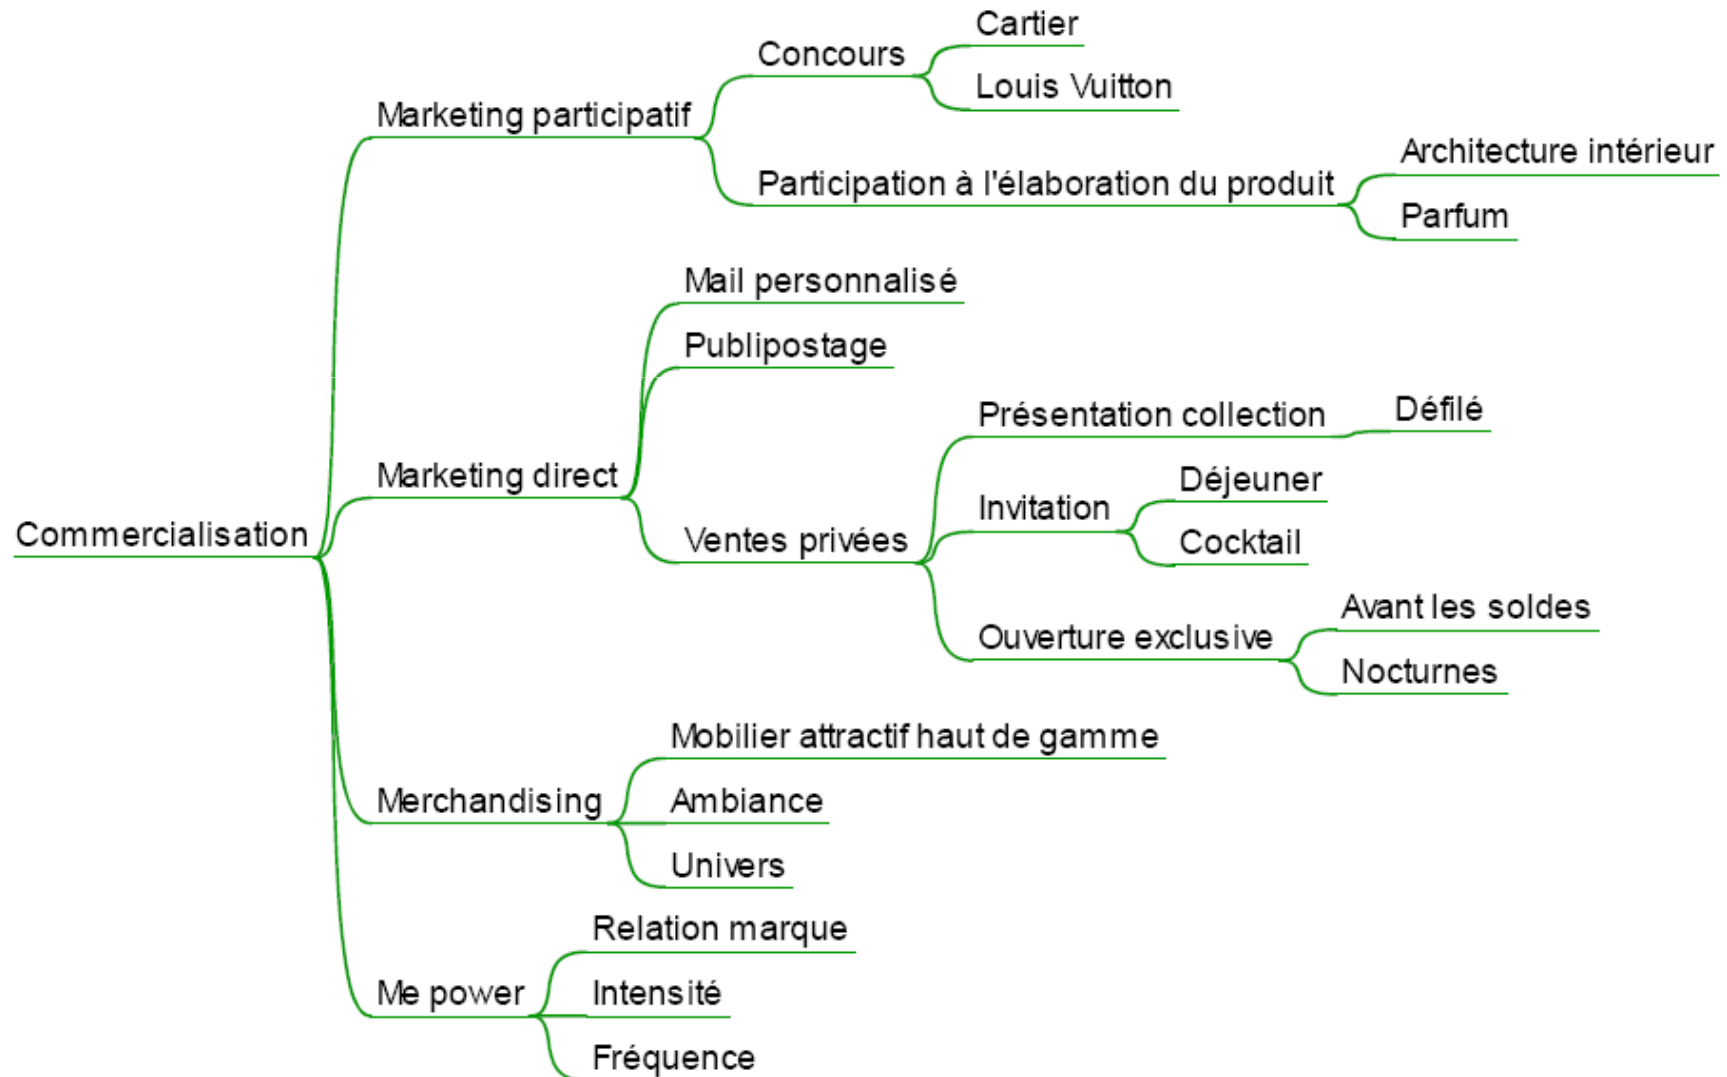 Commercialisation
Marketing participatif
Concours
Cartier
Louis Vuitton
Participation à l'élaboration du produit
Architecture intérieur
Parfum
Marketing direct
Mail personnalisé
Publipostage
Ventes privées
Présentation collection
Défilé
Invitation
Déjeuner
Cocktail
Ouverture exclusive
Avant les soldes
Nocturnes
Merchandising
Mobilier attractif haut de gamme
Ambiance
Univers
Me power
Relation marque
Intensité
Fréquence